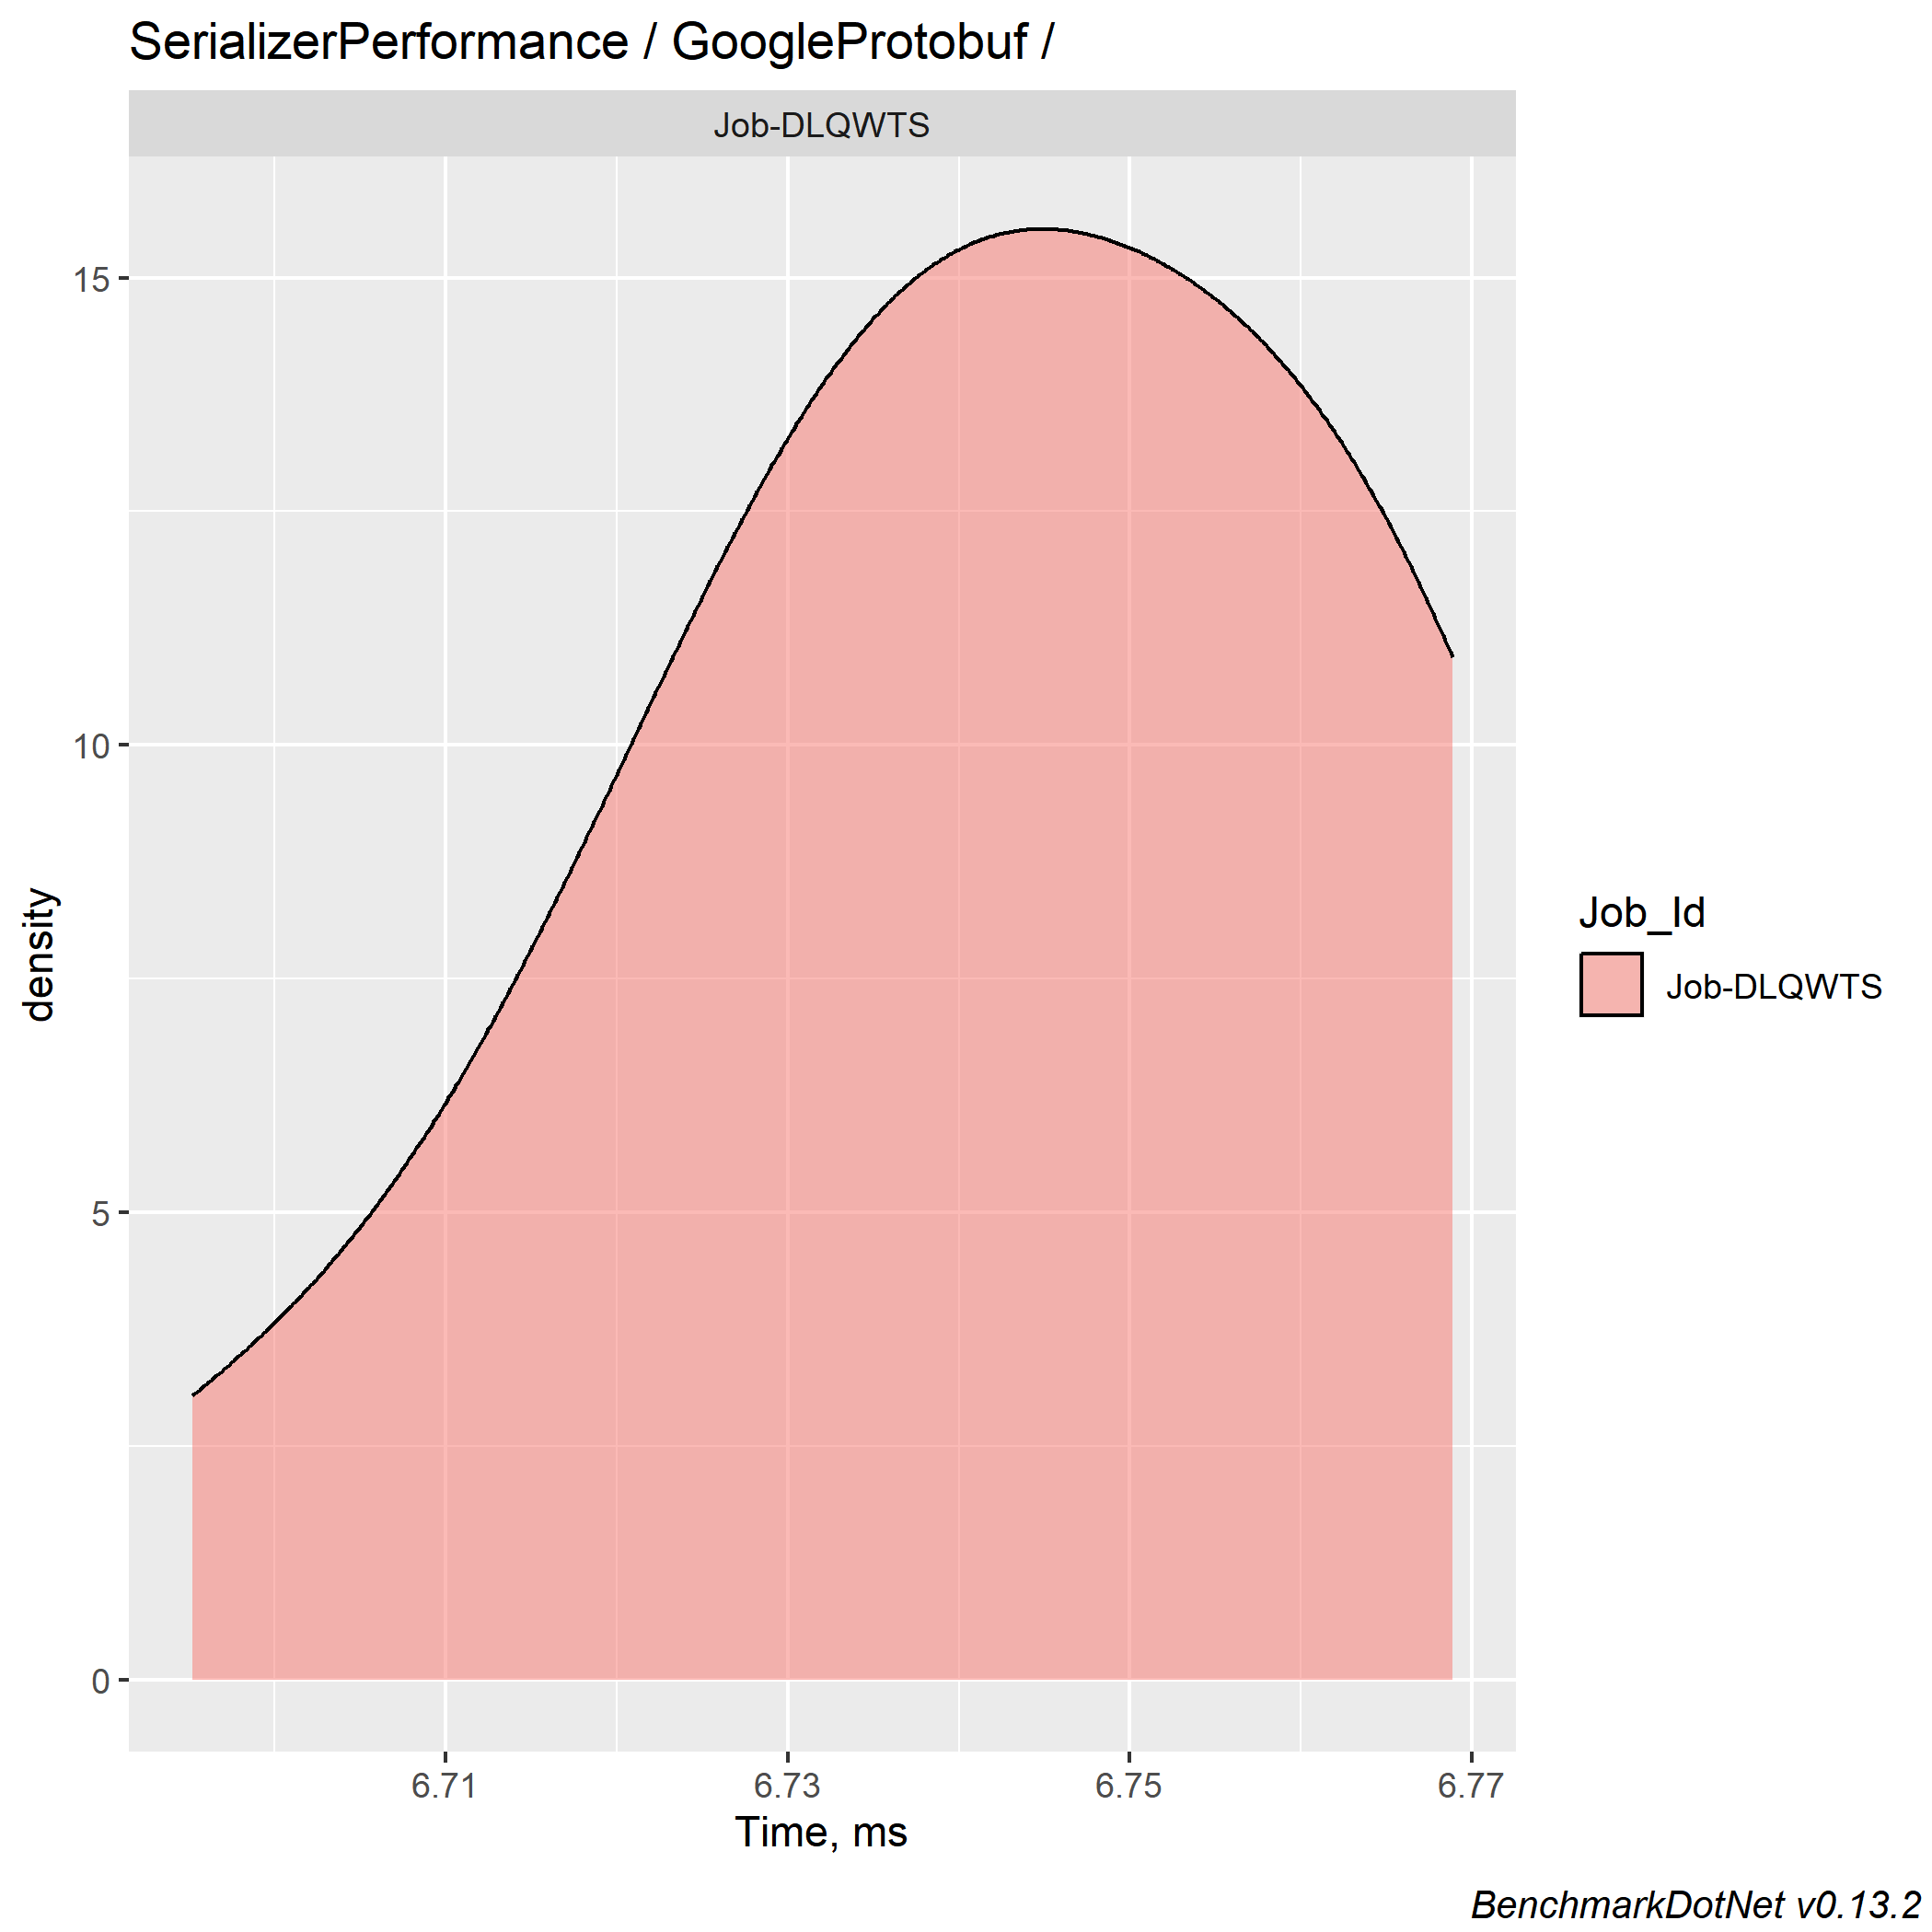 SerializerPerformance / GoogleProtobuf /
Job-DLQWTS
15
10
5
0
density
6.71 6.73 6.75 6.77
Time, ms
Job_Id
Job-DLQWTS
BenchmarkDotNet v0.13.2